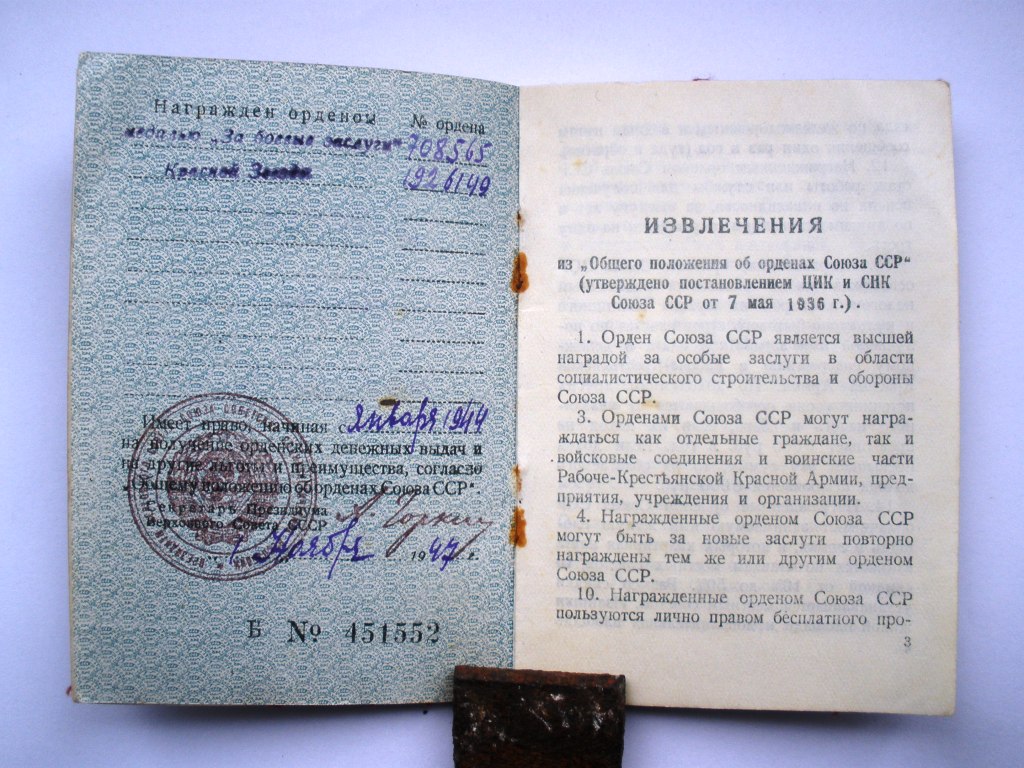 Награжден орденом № ордена
медалью „За боевые заслуги" 708565
Красной Звезды 1926149
Имеет право, начиная с января 1944
на получение орденских денежных выдач и
на другие льготы и преимущества, согласно
„Общему положению об орденах Союза ССР".
Секретарь Президиума
Верховного Совета СССР А. Горкин
1 Ноября 1947 г.
Б № 451552
ИЗВЛЕЧЕНИЯ
из „Общего положения об орденах Союза ССР"
(утверждено постановлением ЦИК и СНК
Союза ССР от 7 мая 1936 г.).
1. Орден Союза ССР является высшей
наградой за особые заслуги в области
социалистического строительства и обороны
Союза ССР.
3. Орденами Союза ССР могут награ-
ждаться как отдельные граждане, так и
войсковые соединения и воинские части
Рабоче-Крестьянской Красной Армии, пред-
приятия, учреждения и организации.
4. Награжденные орденом Союза ССР
могут быть за новые заслуги повторно
награждены тем же или другим орденом
Союза ССР.
10. Награжденные орденом Союза ССР
пользуются лично правом бесплатного про-
3